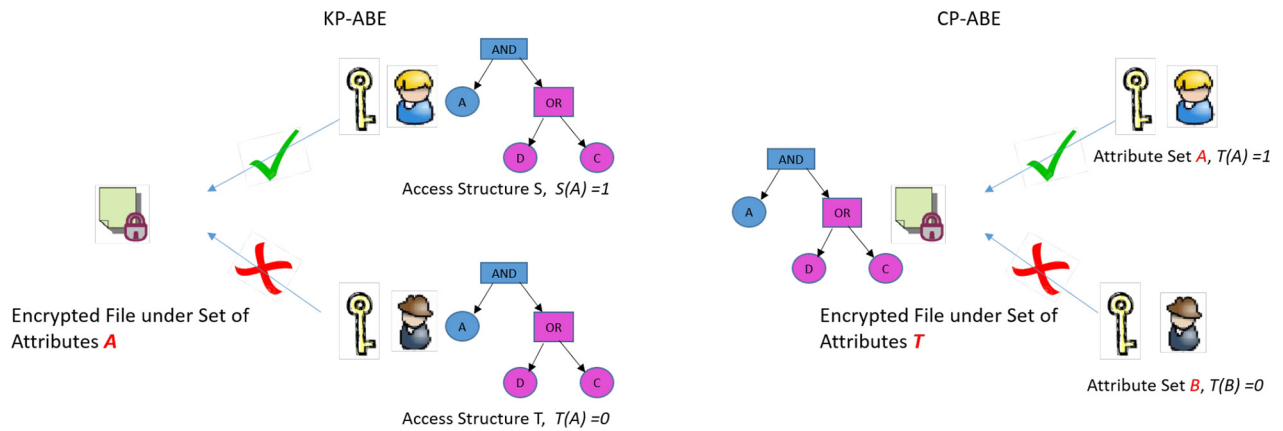 KP-ABE
AND
A
OR
D
C
Access Structure S, S(A) =1
Encrypted File under Set of
Attributes A
AND
A
OR
D
C
Access Structure T, T(A)=0
CP-ABE
Attribute Set A, T(A) =1
AND
A
OR
D
C
Encrypted File under Set of
Attributes T
Attribute Set B, T(B) =0